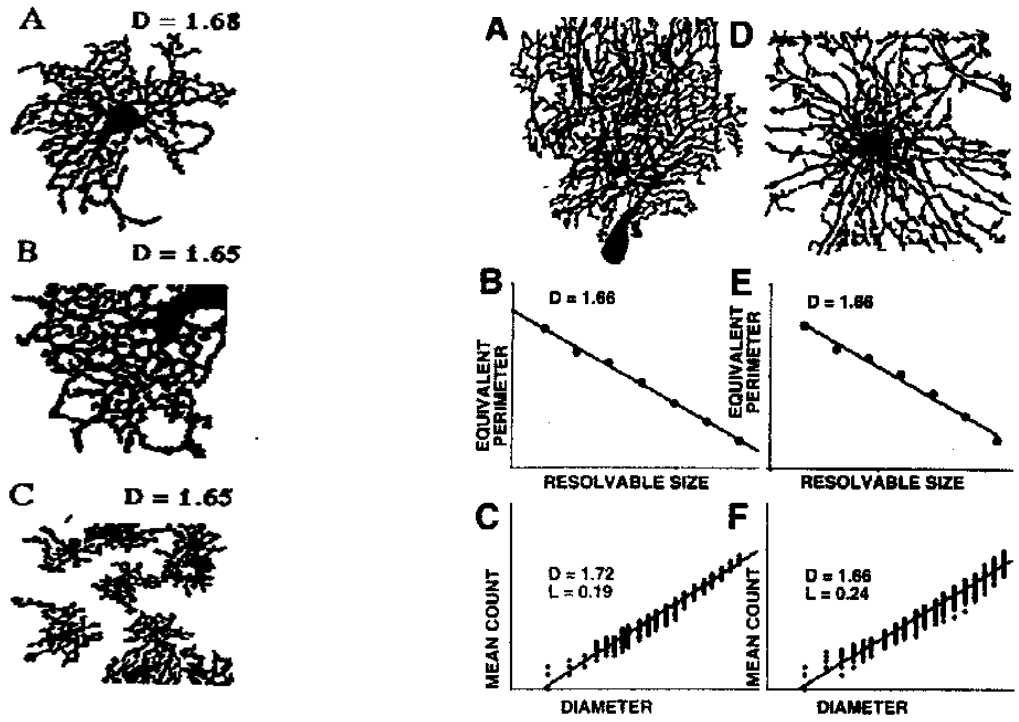 A D = 1.68
B D = 1.65
C D = 1.65
A
D
B
D = 1.66
EQUIVALENT
PERIMETER
RESOLVABLE SIZE
E
D = 1.66
EQUIVALENT
PERIMETER
RESOLVABLE SIZE
C
D = 1.72
L = 0.19
MEAN COUNT
DIAMETER
F
D = 1.66
L = 0.24
MEAN COUNT
DIAMETER